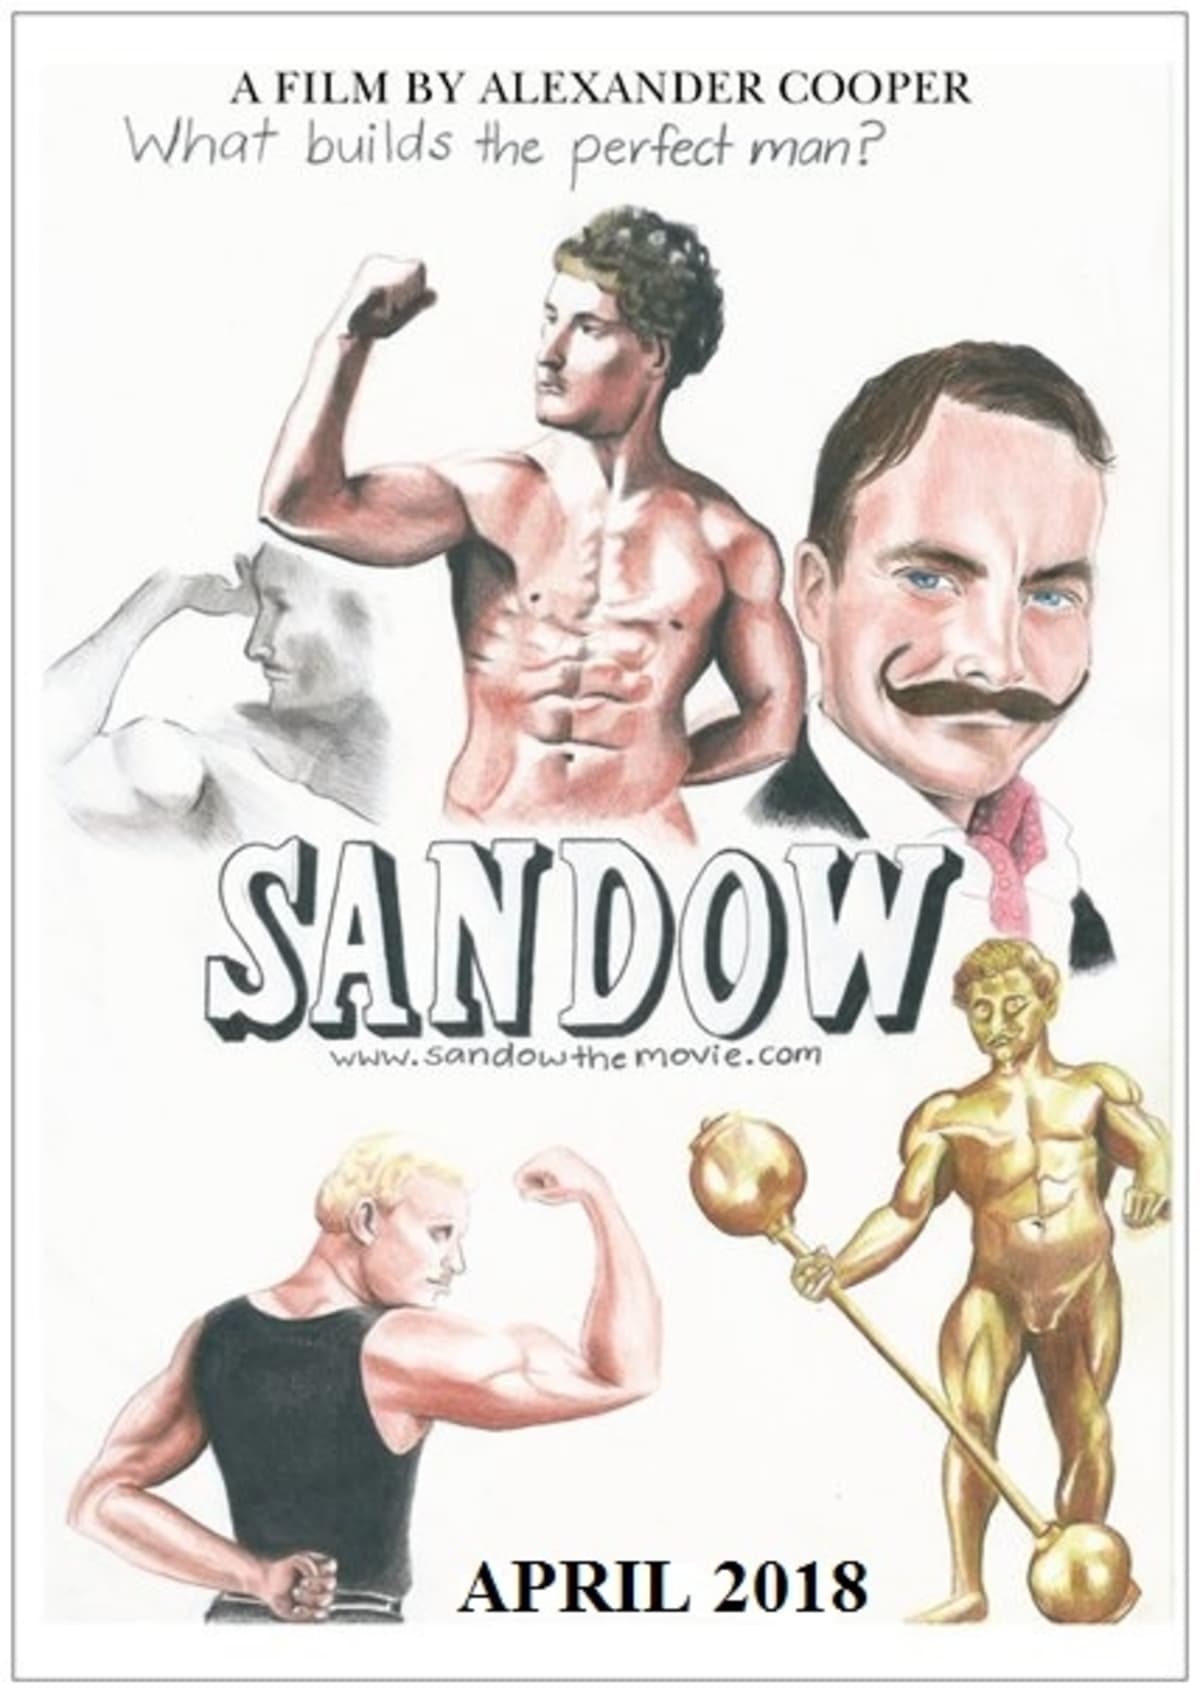 A FILM BY ALEXANDER COOPER
What builds the perfect man?
SANDOW
www.sandowthemovie.com
APRIL 2018